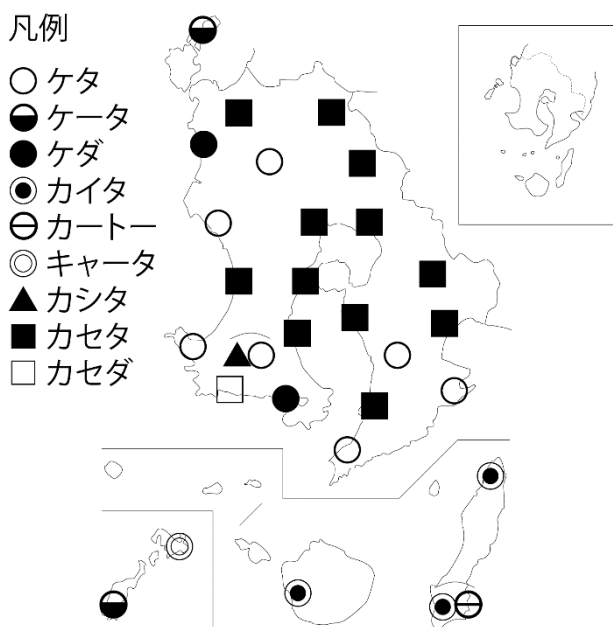 凡例
ケタ
ケータ
ケダ
カイタ
カートー
キャータ
カシタ
カセタ
カセダ